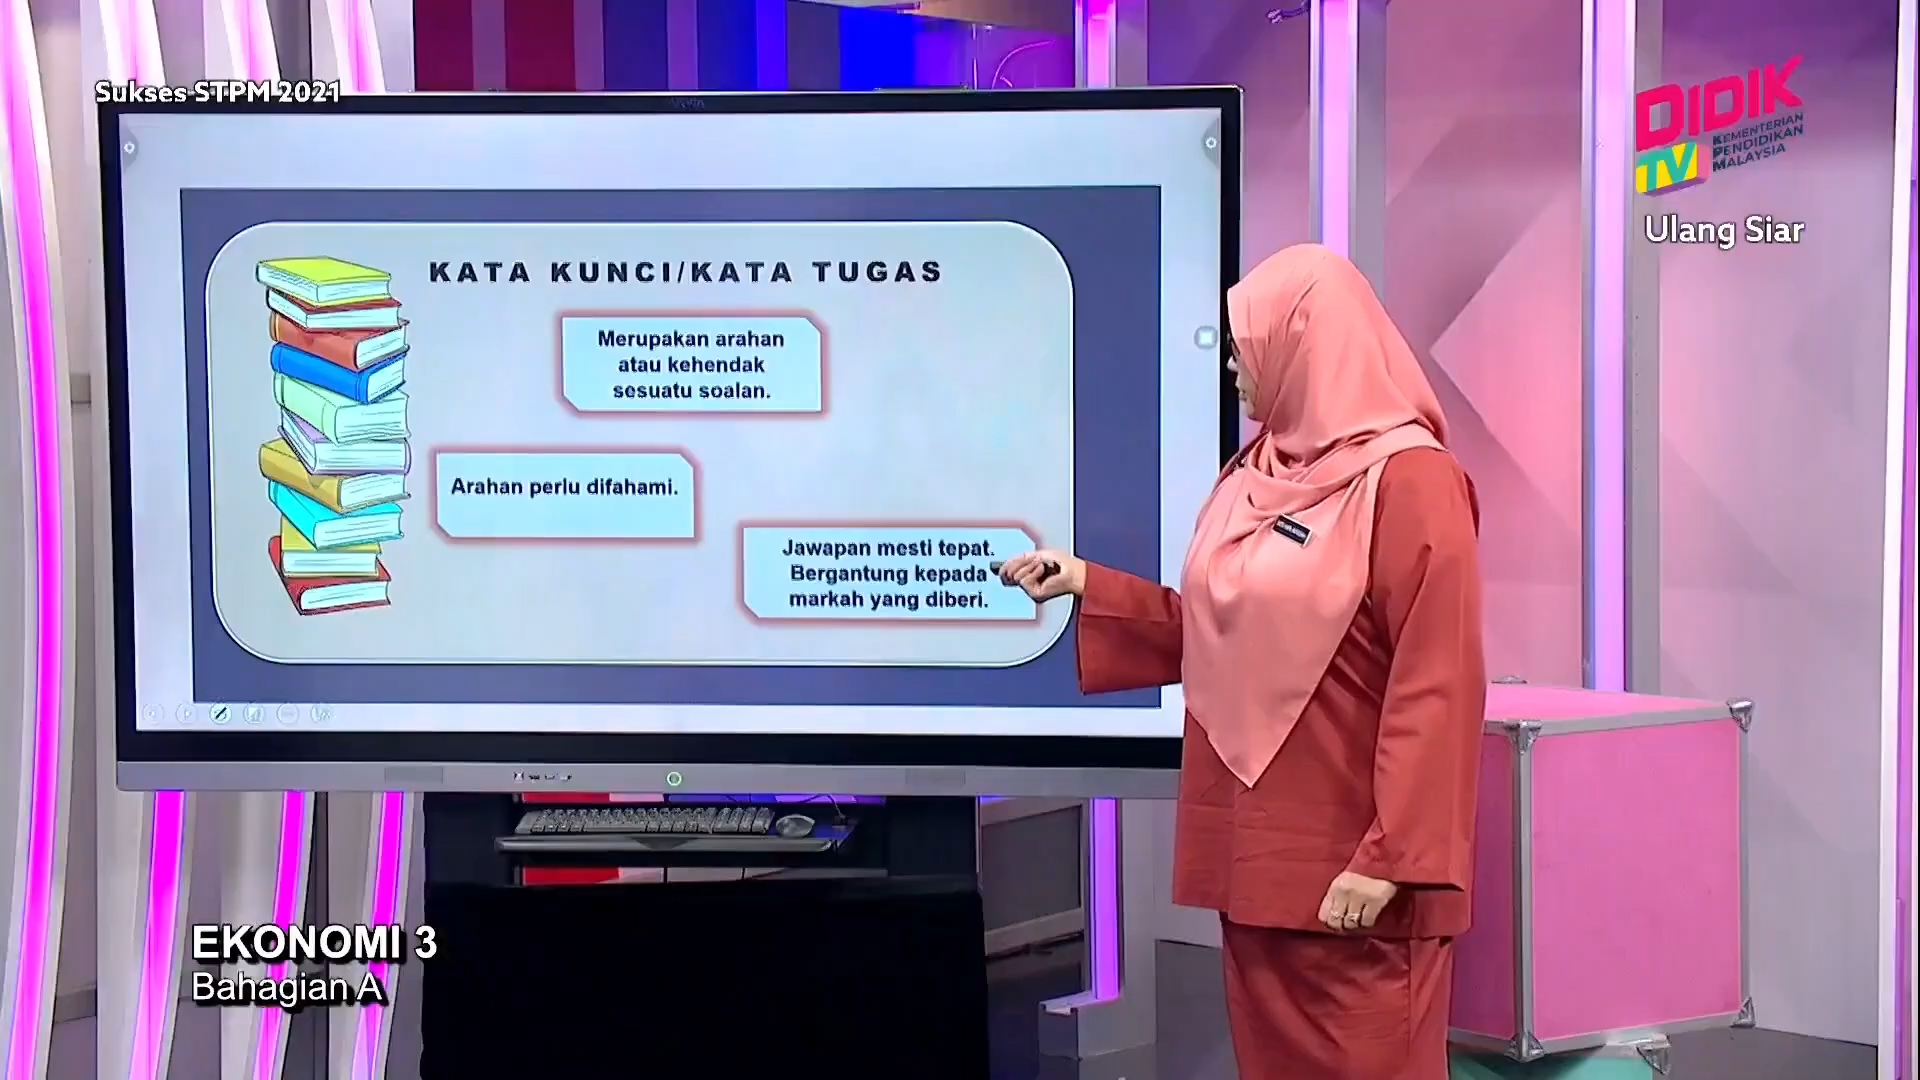 Sukses STPM 2021
DIDIK
TV
KEMENTERIAN
PENDIDIKAN
MALAYSIA
Ulang Siar
KATA KUNCI/KATA TUGAS
Merupakan arahan
atau kehendak
sesuatu soalan.
Arahan perlu difahami.
Jawapan mesti tepat.
Bergantung kepada
markah yang diberi.
EKONOMI 3
Bahagian A